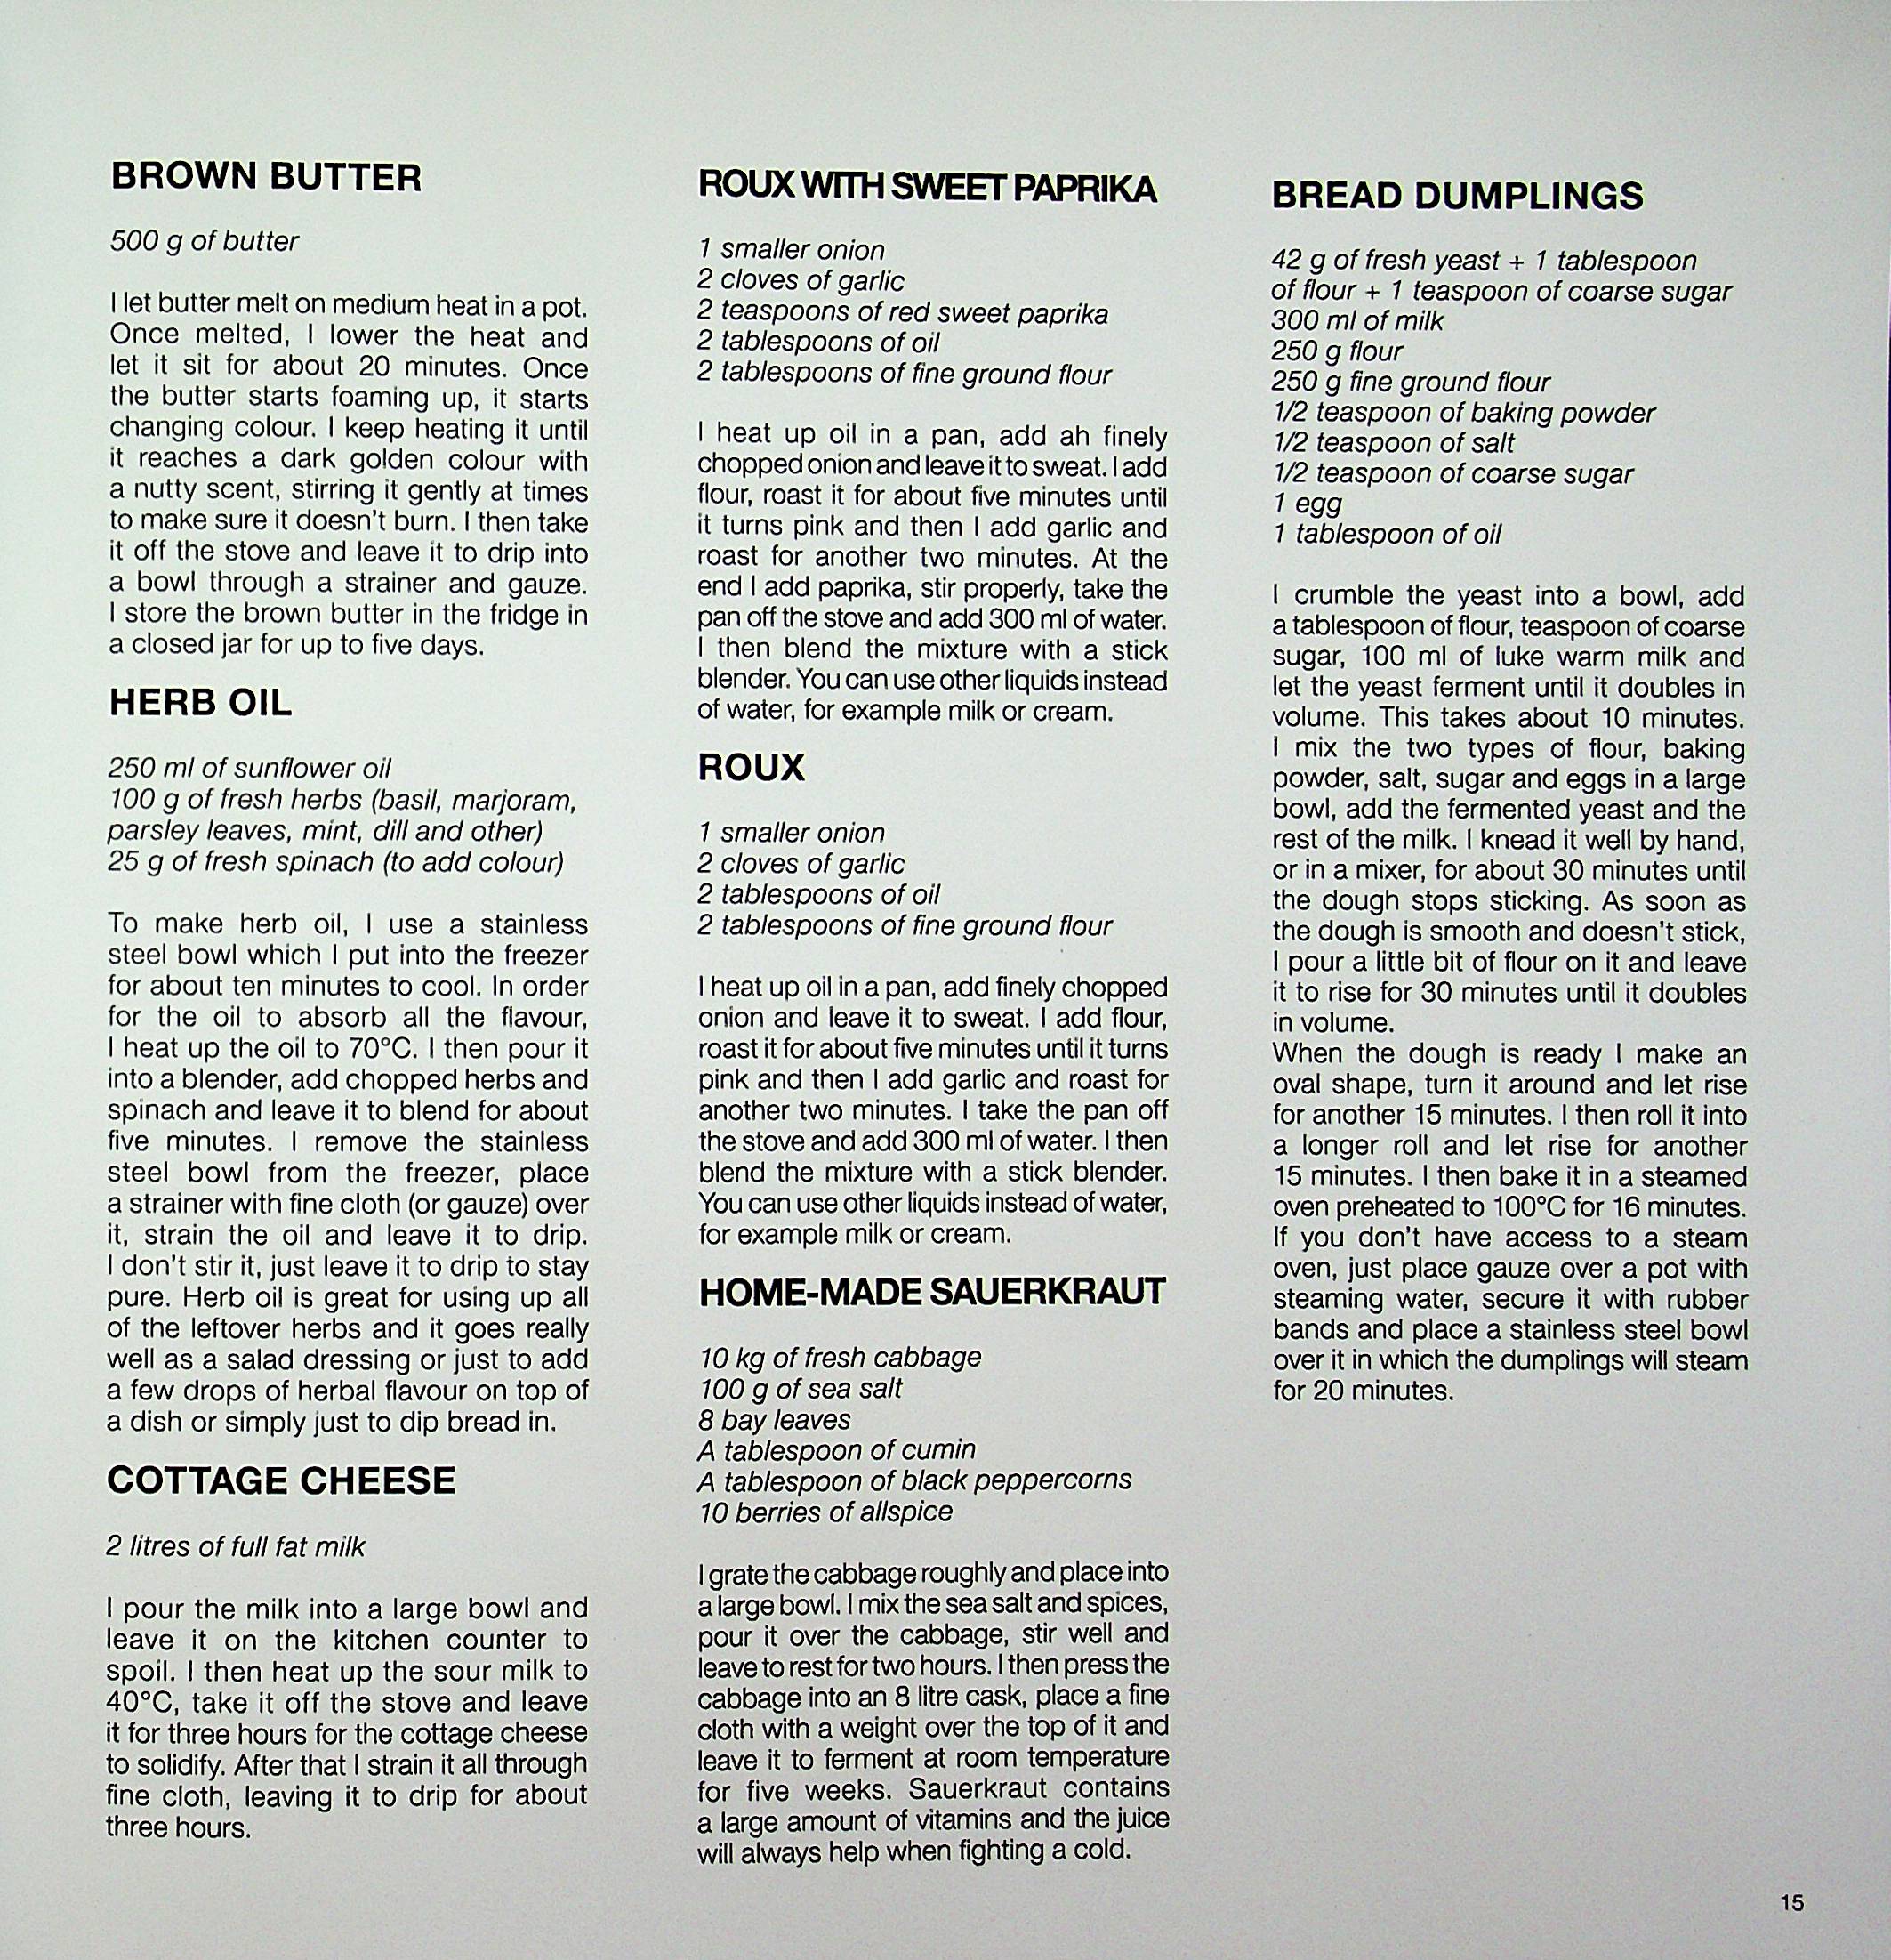 BROWN BUTTER
500 g of butter
I let butter melt on medium heat in a pot.
Once melted, I lower the heat and
let it sit for about 20 minutes. Once
the butter starts foaming up, it starts
changing colour. I keep heating it until
it reaches a dark golden colour with
a nutty scent, stirring it gently at times
to make sure it doesn't burn. I then take
it off the stove and leave it to drip into
a bowl through a strainer and gauze.
I store the brown butter in the fridge in
a closed jar for up to five days.
HERB OIL
250 ml of sunflower oil
100 g of fresh herbs (basil, marjoram,
parsley leaves, mint, dill and other)
25 g of fresh spinach (to add colour)
To make herb oil, I use a stainless
steel bowl which I put into the freezer
for about ten minutes to cool. In order
for the oil to absorb all the flavour,
I heat up the oil to 70°C. I then pour it
into a blender, add chopped herbs and
spinach and leave it to blend for about
five minutes. I remove the stainless
steel bowl from the freezer, place
a strainer with fine cloth (or gauze) over
it, strain the oil and leave it to drip.
I don't stir it, just leave it to drip to stay
pure. Herb oil is great for using up all
of the leftover herbs and it goes really
well as a salad dressing or just to add
a few drops of herbal flavour on top of
a dish or simply just to dip bread in.
COTTAGE CHEESE
2 litres of full fat milk
I pour the milk into a large bowl and
leave it on the kitchen counter to
spoil. I then heat up the sour milk to
40°C, take it off the stove and leave
it for three hours for the cottage cheese
to solidify. After that I strain it all through
fine cloth, leaving it to drip for about
three hours.
ROUX WITH SWEET PAPRIKA
1 smaller onion
2 cloves of garlic
2 teaspoons of red sweet paprika
2 tablespoons of oil
2 tablespoons of fine ground flour
I heat up oil in a pan, add ah finely
chopped onion and leave it to sweat. I add
flour, roast it for about five minutes until
it turns pink and then I add garlic and
roast for another two minutes. At the
end I add paprika, stir properly, take the
pan off the stove and add 300 ml of water.
I then blend the mixture with a stick
blender. You can use other liquids instead
of water, for example milk or cream.
ROUX
1 smaller onion
2 cloves of garlic
2 tablespoons of oil
2 tablespoons of fine ground flour
I heat up oil in a pan, add finely chopped
onion and leave it to sweat. I add flour,
roast it for about five minutes until it turns
pink and then I add garlic and roast for
another two minutes. I take the pan off
the stove and add 300 ml of water. I then
blend the mixture with a stick blender.
You can use other liquids instead of water,
for example milk or cream.
HOME-MADE SAUERKRAUT
10 kg of fresh cabbage
100 g of sea salt
8 bay leaves
A tablespoon of cumin
A tablespoon of black peppercorns
10 berries of allspice
I grate the cabbage roughly and place into
a large bowl. I mix the sea salt and spices,
pour it over the cabbage, stir well and
leave to rest for two hours. I then press the
cabbage into an 8 litre cask, place a fine
cloth with a weight over the top of it and
leave it to ferment at room temperature
for five weeks. Sauerkraut contains
a large amount of vitamins and the juice
will always help when fighting a cold.
BREAD DUMPLINGS
42 g of fresh yeast + 1 tablespoon
of flour + 1 teaspoon of coarse sugar
300 ml of milk
250 g flour
250 g fine ground flour
1/2 teaspoon of baking powder
1/2 teaspoon of salt
1/2 teaspoon of coarse sugar
1 egg
1 tablespoon of oil
I crumble the yeast into a bowl, add
a tablespoon of flour, teaspoon of coarse
sugar, 100 ml of luke warm milk and
let the yeast ferment until it doubles in
volume. This takes about 10 minutes.
I mix the two types of flour, baking
powder, salt, sugar and eggs in a large
bowl, add the fermented yeast and the
rest of the milk. I knead it well by hand,
or in a mixer, for about 30 minutes until
the dough stops sticking. As soon as
the dough is smooth and doesn't stick,
I pour a little bit of flour on it and leave
it to rise for 30 minutes until it doubles
in volume.
When the dough is ready I make an
oval shape, turn it around and let rise
for another 15 minutes. I then roll it into
a longer roll and let rise for another
15 minutes. I then bake it in a steamed
oven preheated to 100°C for 16 minutes.
If you don't have access to a steam
oven, just place gauze over a pot with
steaming water, secure it with rubber
bands and place a stainless steel bowl
over it in which the dumplings will steam
for 20 minutes.
15